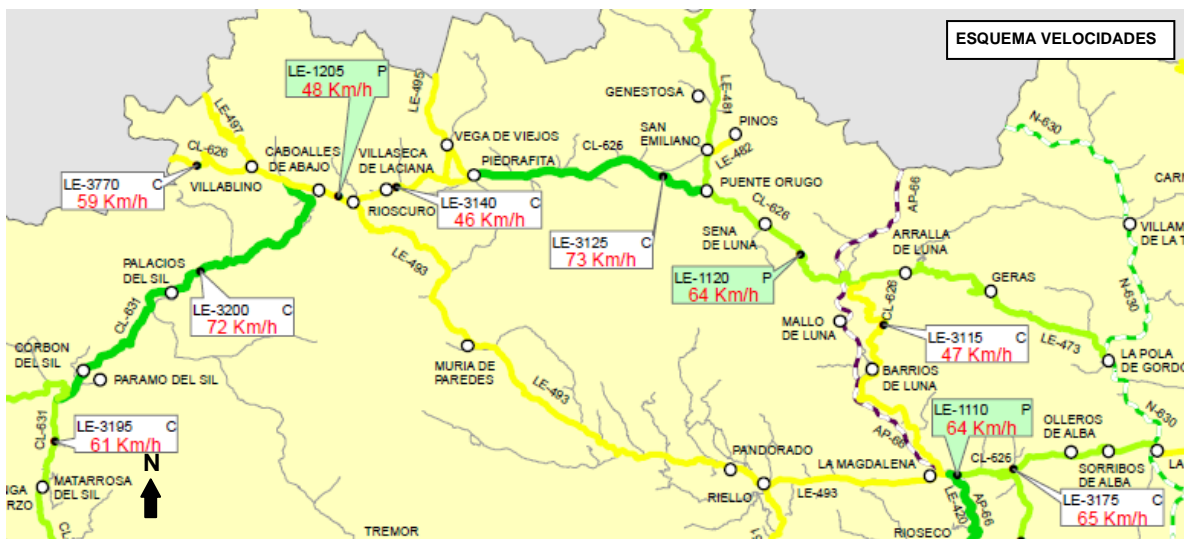 ESQUEMA VELOCIDADES
LE-1205 P
48 Km/h
LE-495
LE-497
GENESTOSA
LE-481
PINOS
SAN
EMILIANO
LE-482
N-630
CL-626
CABOALLES
DE ABAJO
VILLASECA
DE LACIANA
VEGA DE VIEJOS
PIEDRAFITA
CL-626
LE-3770 C
59 Km/h
VILLABLINO
RIOSCURO
LE-3140 C
46 Km/h
PUENTE ORUGO
CL-626
AP-66
CARM
VILLAM
DE LA T
LE-3125 C
73 Km/h
SENA
DE LUNA
ARRALLA
DE LUNA
LE-493
PALACIOS
DEL SIL
LE-1120 P
64 Km/h
CL-626
GERAS
N-630
LE-3200 C
72 Km/h
CL-631
MALLO
DE LUNA
LE-3115 C
47 Km/h
LE-473
CORBON
DEL SIL
PARAMO DEL SIL
MURIA DE
PAREDES
LE-493
BARRIOS
DE LUNA
LA POLA
DE GORDO
CL-631
LE-3195 C
61 Km/h
N
LE-1110 P
64 Km/h
OLLEROS
DE ALBA
N-630
AP-66
PANDORADO
LA MAGDALENA
CL-626
SORRIBOS
DE ALBA
LA
NGA
RZO
MATARROSA
DEL SIL
RIELLO
LE-493
LE-420
AP-66
LE-3175 C
65 Km/h
CL
TREMOR
RIOSECO